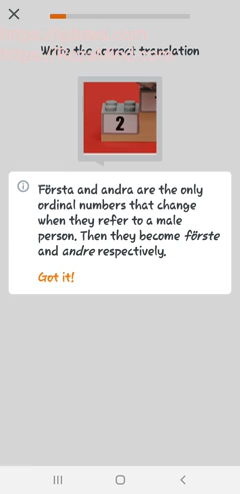 Write the correct translation
2
Första and andra are the only
ordinal numbers that change
when they refer to a male
person. Then they become förste
and andre respectively.
Got it!